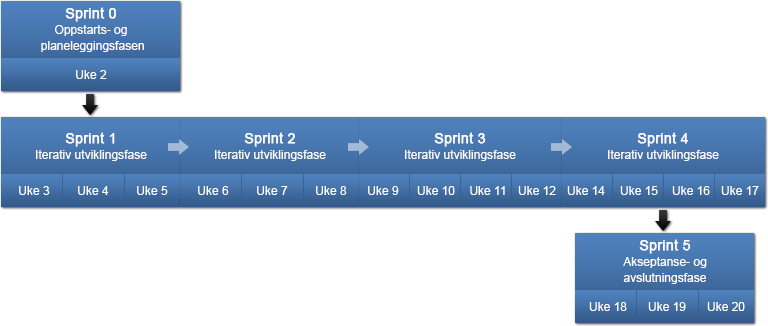 Sprint 0
Oppstarts- og
planeleggingsfasen
Uke 2
Sprint 1
Iterativ utviklingsfase
Uke 3 Uke 4 Uke 5
Sprint 2
Iterativ utviklingsfase
Uke 6 Uke 7 Uke 8
Sprint 3
Iterativ utviklingsfase
Uke 9 Uke 10 Uke 11 Uke 12
Sprint 4
Iterativ utviklingsfase
Uke 14 Uke 15 Uke 16 Uke 17
Sprint 5
Akseptanse- og
avslutningsfase
Uke 18 Uke 19 Uke 20